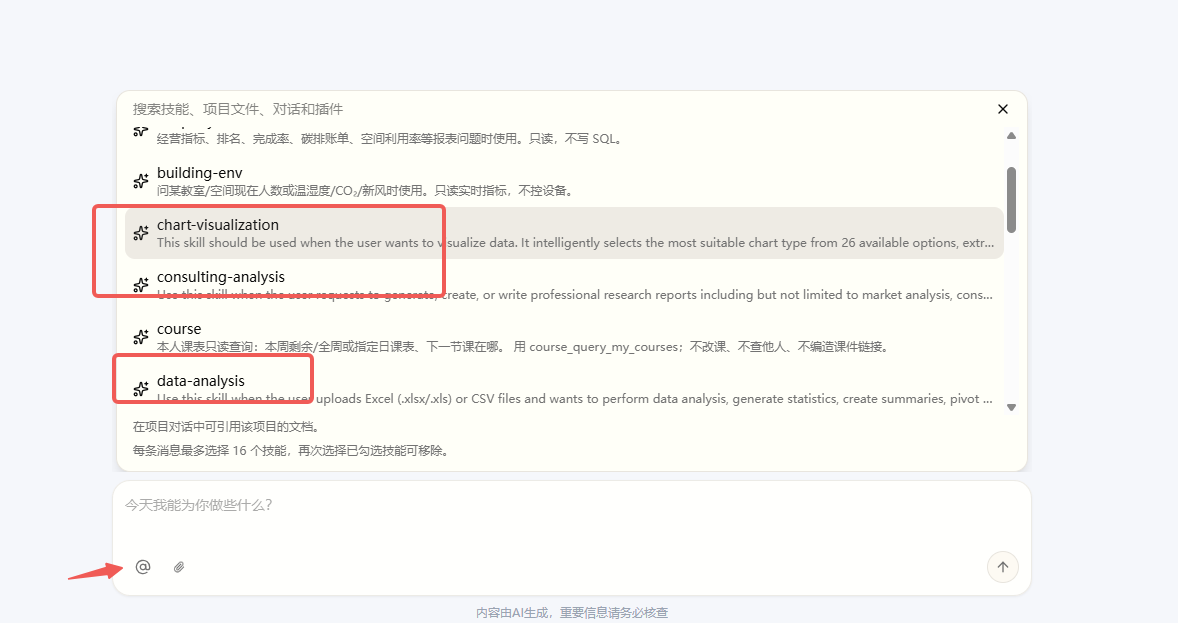 搜索技能、项目文件、对话和插件
经营指标、排名、完成率、碳排账单、空间利用率等报表问题时使用。只读，不写 SQL。
building-env
问某教室/空间现在人数或温湿度/CO₂/新风时使用。只读实时指标，不控设备。
chart-visualization
This skill should be used when the user wants to visualize data. It intelligently selects the most suitable chart type from 26 available options, extr...
consulting-analysis
Use this skill when the user requests to generate, create, or write professional research reports including but not limited to market analysis, cons...
course
本人课表只读查询：本周剩余/全周或指定日课表、下一节课在哪。 用 course_query_my_courses；不改课、不查他人、不编造课件链接。
data-analysis
Use this skill when the user uploads Excel (.xlsx/.xls) or CSV files and wants to perform data analysis, generate statistics, create summaries, pivot ...
在项目对话中可引用该项目的文档。
每条消息最多选择 16 个技能，再次选择已勾选技能可移除。
今天我能为你做些什么？
@
内容由AI生成，重要信息请务必核查